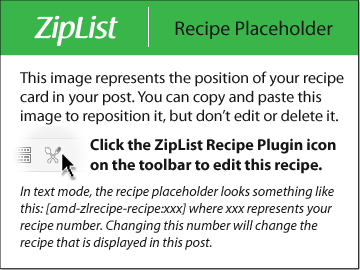 ZipList Recipe Placeholder
This image represents the position of your recipe
card in your post. You can copy and paste this
image to reposition it, but don’t edit or delete it.
Click the ZipList Recipe Plugin icon
on the toolbar to edit this recipe.
In text mode, the recipe placeholder looks something like
this: [amd-zlrecipe-recipe:xxx] where xxx represents your
recipe number. Changing this number will change the
recipe that is displayed in this post.